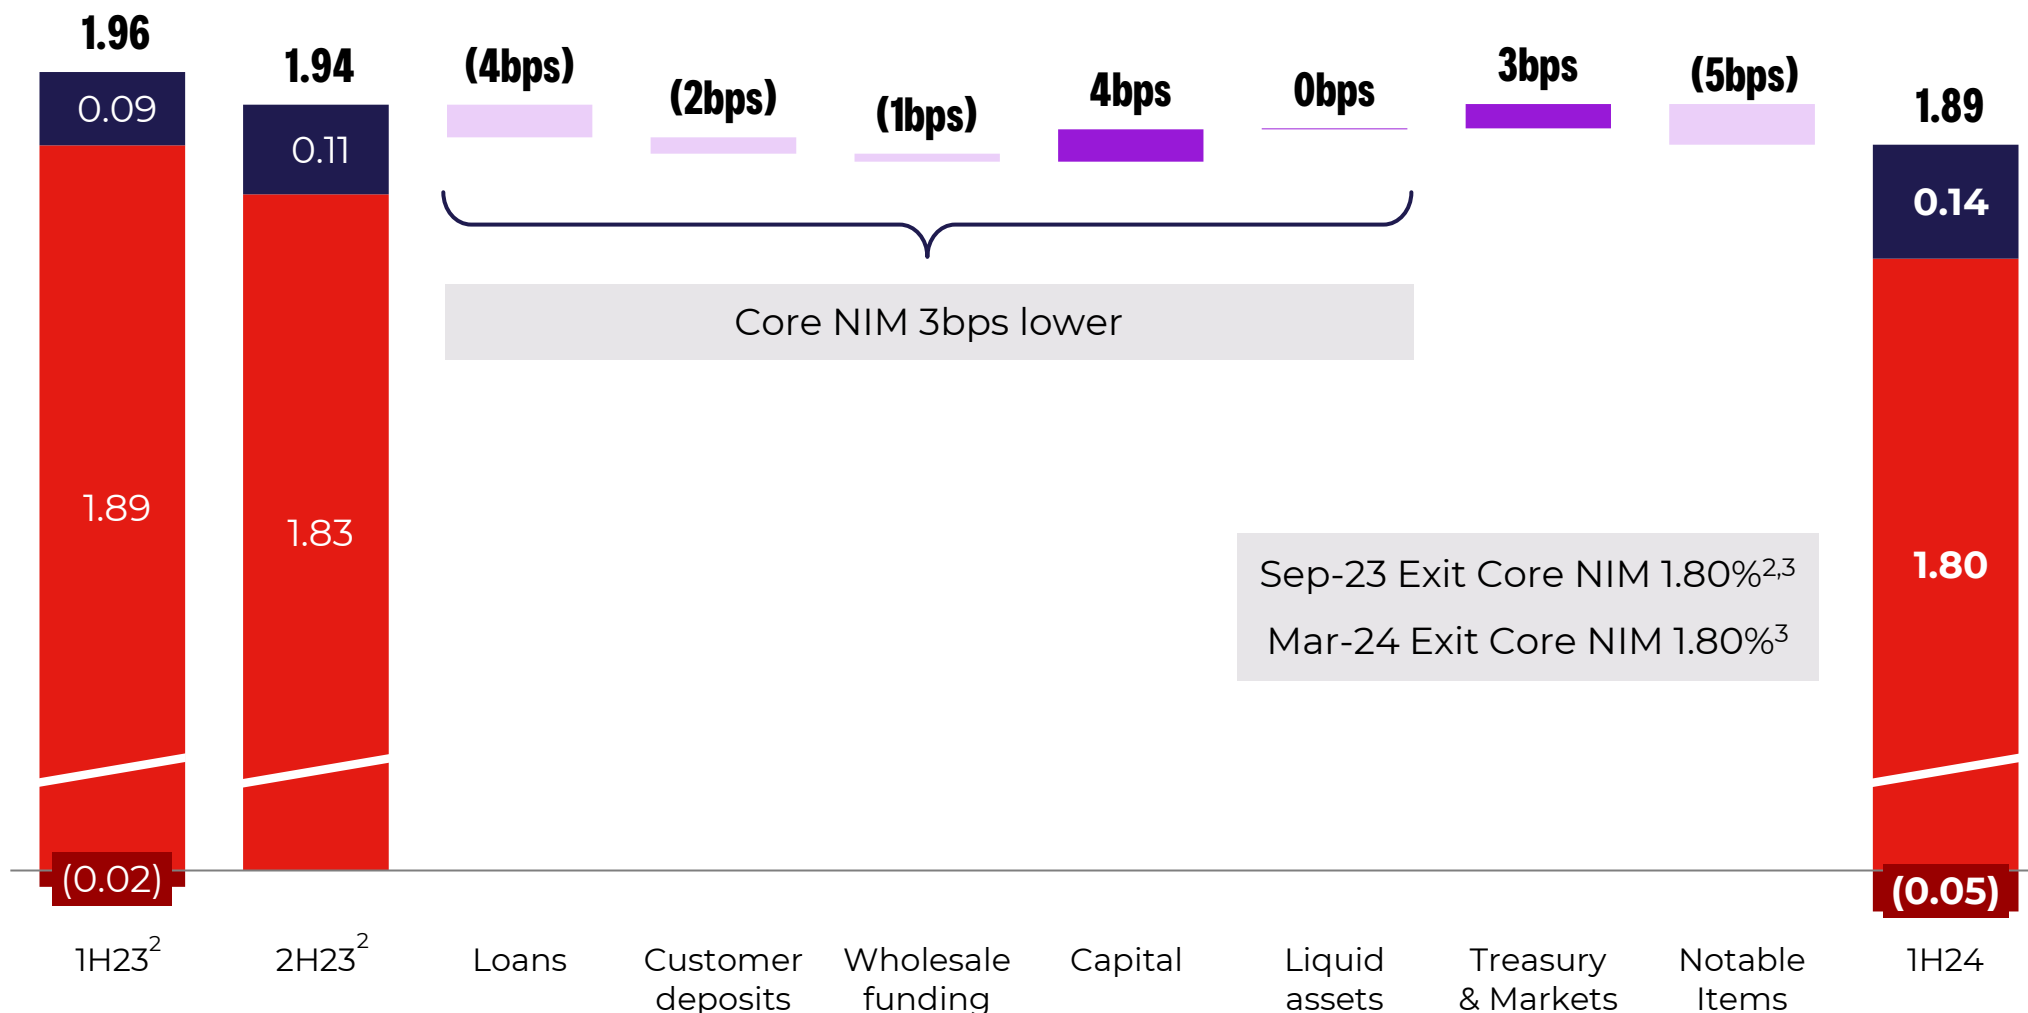 1.96
1.94
(4bps)
(2bps)
(1bps)
4bps
0bps
3bps
(5bps)
1.89
0.09
0.11
0.14
Core NIM 3bps lower
1.89
1.83
1.80
Sep-23 Exit Core NIM 1.80%2,3
Mar-24 Exit Core NIM 1.80%3
(0.02)
(0.05)
1H23²
2H23²
Loans
Customer
deposits
Wholesale
funding
Capital
Liquid
assets
Treasury
& Markets
Notable
Items
1H24